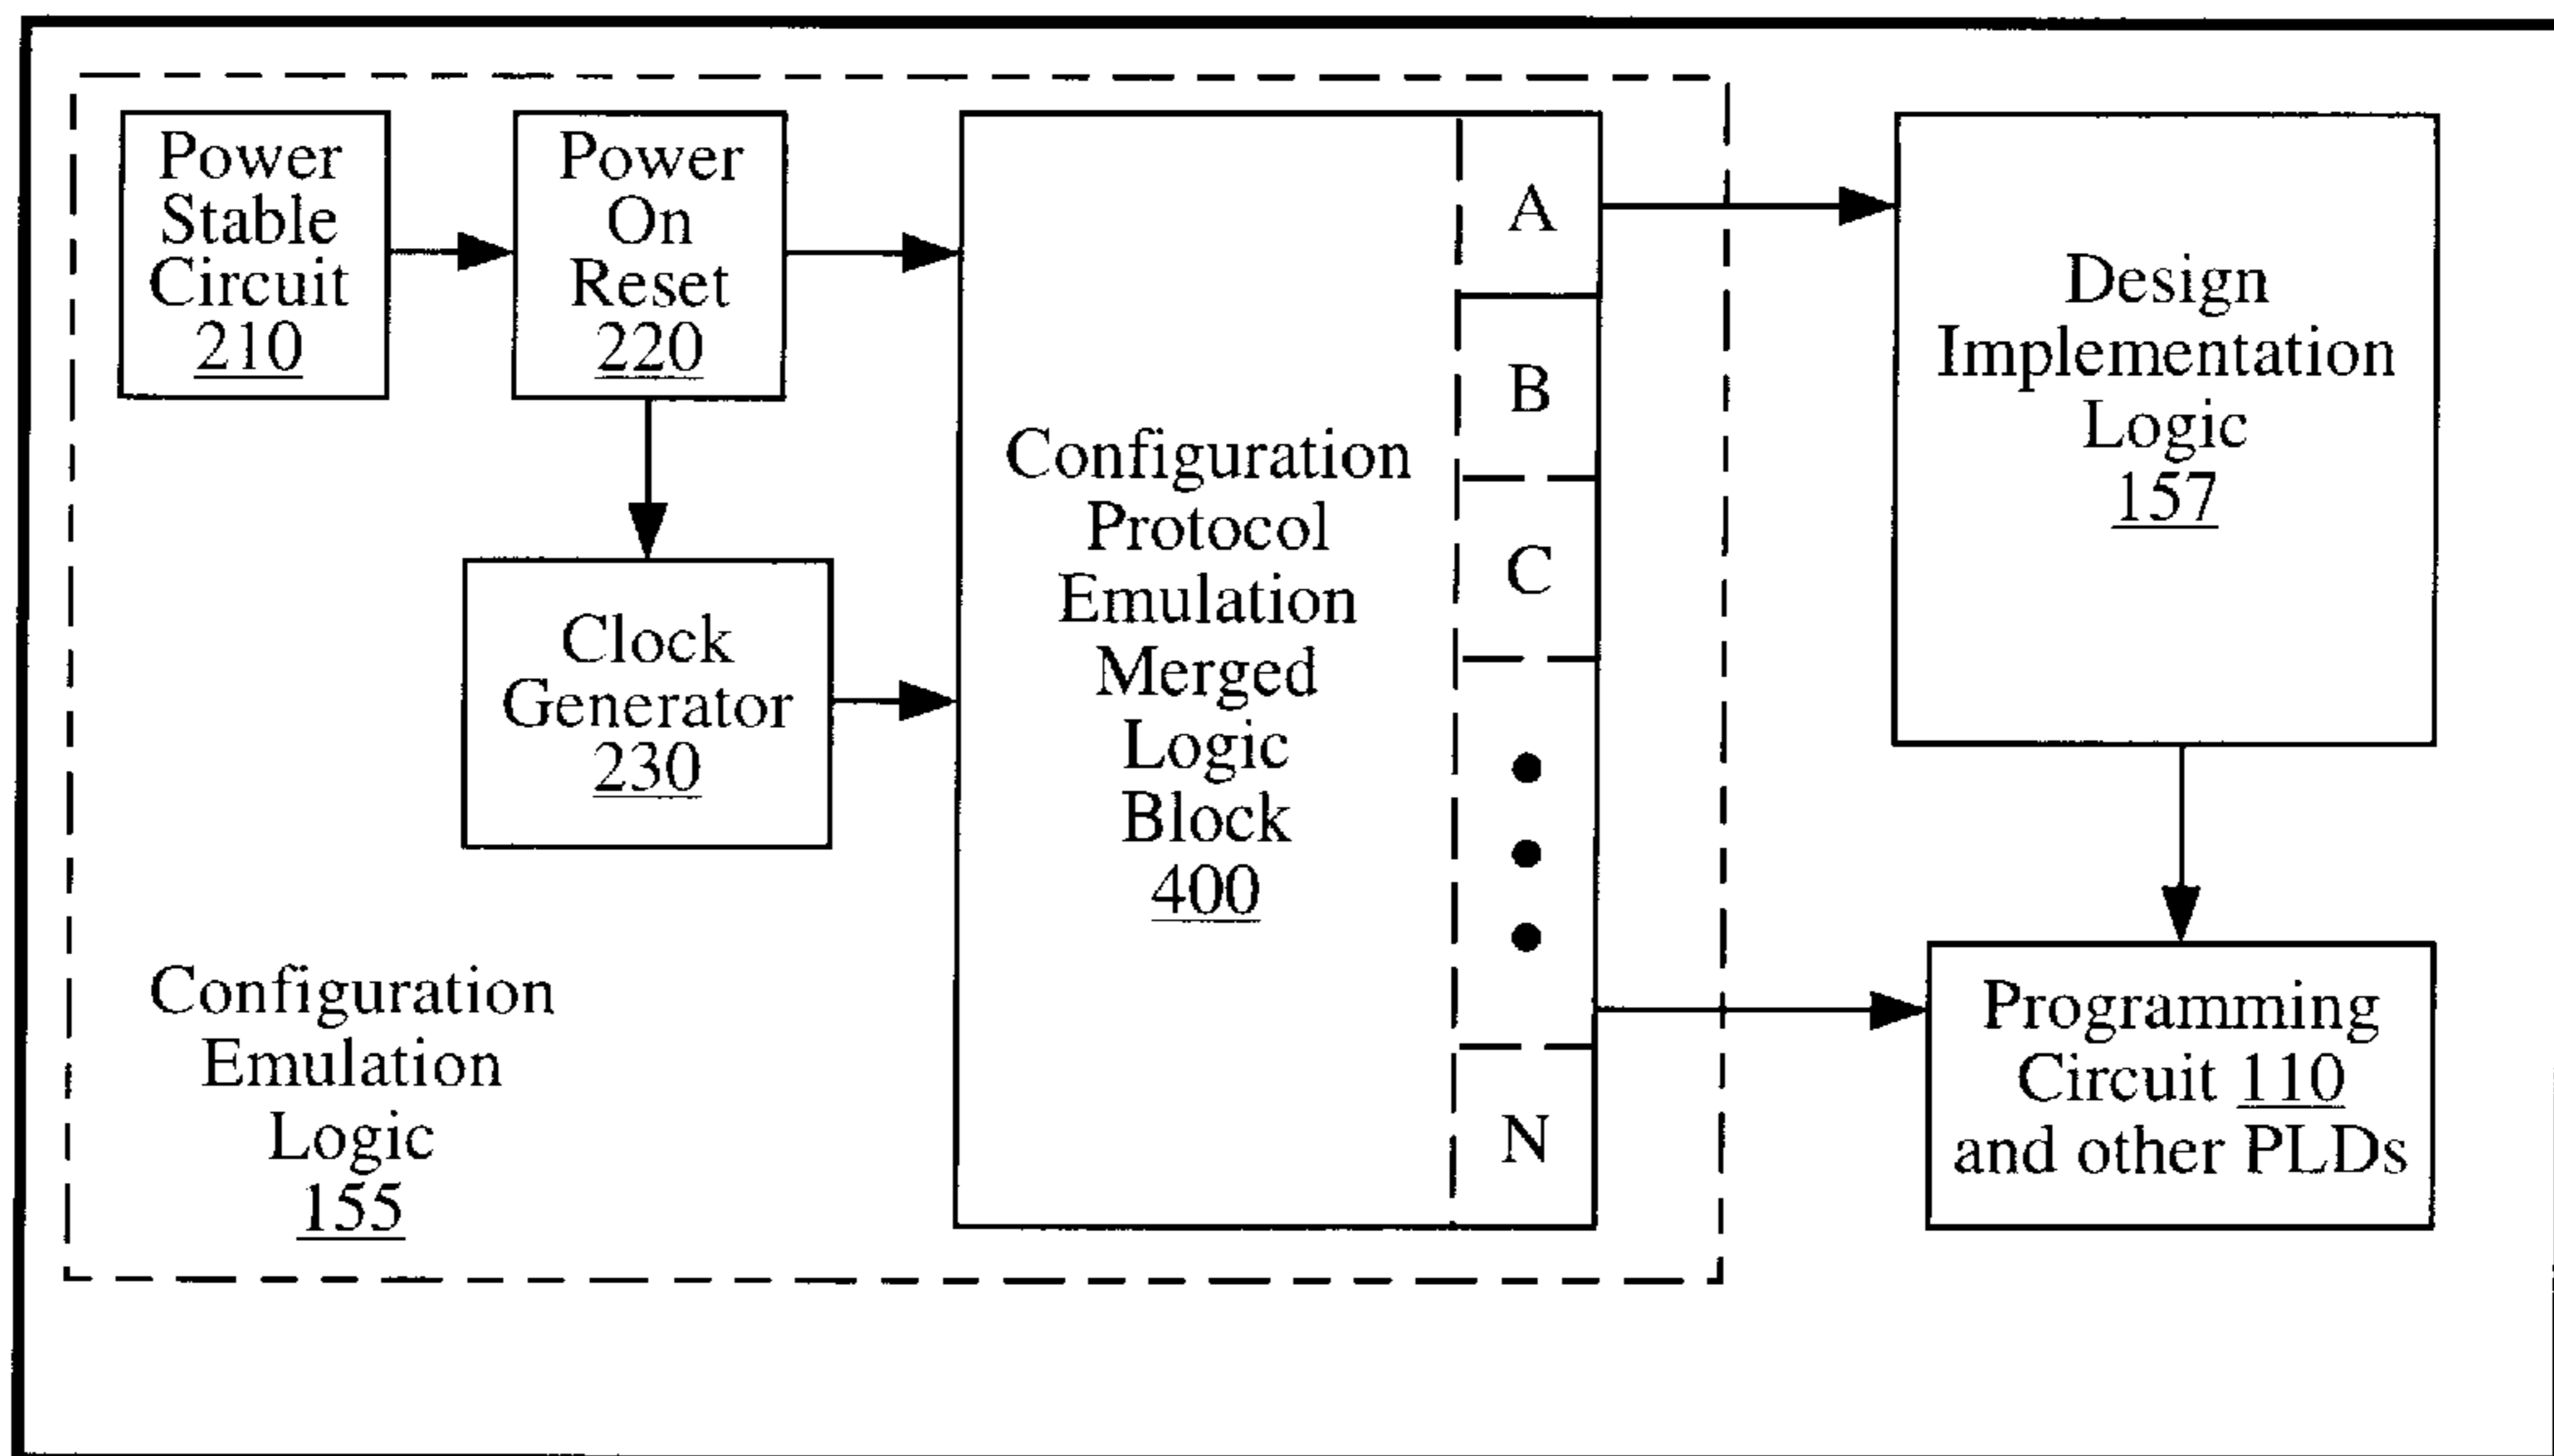 Power
Stable
Circuit
210
Power
On
Reset
220
Clock
Generator
230
Configuration
Emulation
Logic
155
Configuration
Protocol
Emulation
Merged
Logic
Block
400
A
B
C
N
Design
Implementation
Logic
157
Programming
Circuit 110
and other PLDs